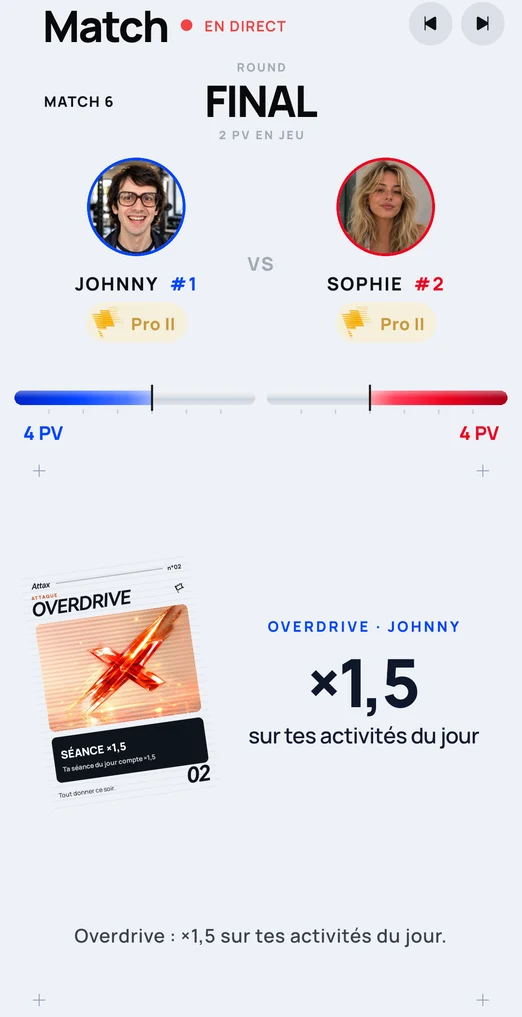 Match EN DIRECT
ROUND
MATCH 6
FINAL
2 PV EN JEU
VS
JOHNNY #1
SOPHIE #2
Pro II
Pro II
4 PV
4 PV
Attax n°02
ATTAQUE
OVERDRIVE
SÉANCE ×1,5
Ta séance du jour compte ×1,5
Tout donner ce soir.
02
OVERDRIVE · JOHNNY
×1,5
sur tes activités du jour
Overdrive : ×1,5 sur tes activités du jour.